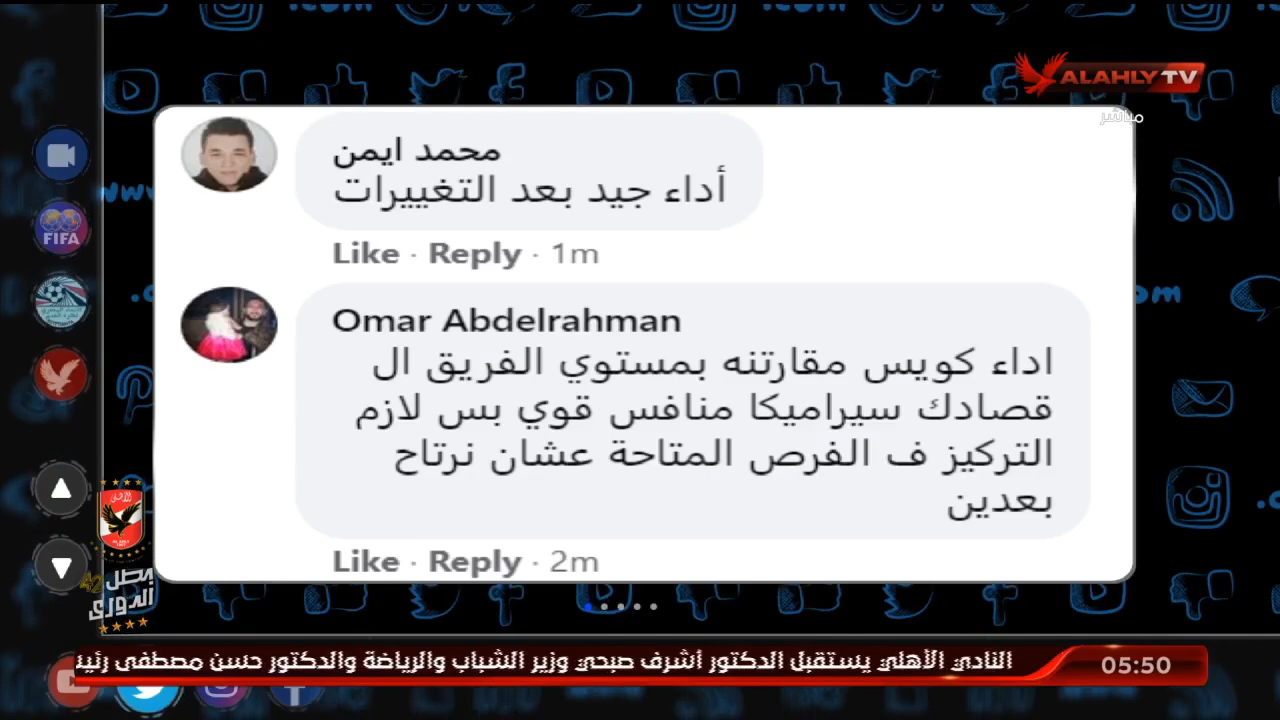 ALAHLY TV
مباشر
محمد ايمن
أداء جيد بعد التغييرات
Like · Reply · 1m
Omar Abdelrahman
اداء كويس مقارتنه بمستوي الفريق ال
قصادك سيراميكا منافس قوي بس لازم
التركيز ف الفرص المتاحة عشان نرتاح
بعدين
Like · Reply · 2m
FIFA
الأهلي
بطل
الدوري
42
النادي الأهلي يستقبل الدكتور أشرف صبحي وزير الشباب والرياضة والدكتور حسن مصطفى رئيس
05:50